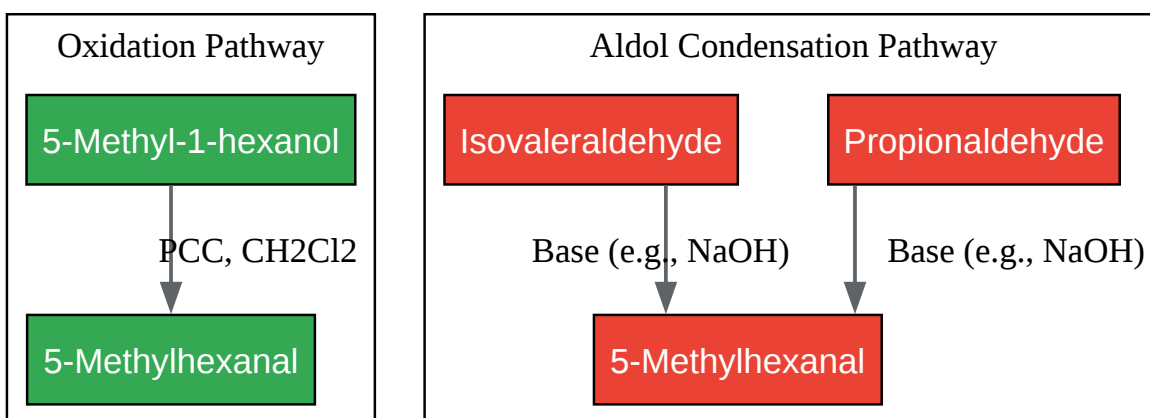 Oxidation Pathway
5-Methyl-1-hexanol
PCC, CH2Cl2
5-Methylhexanal
Aldol Condensation Pathway
Isovaleraldehyde
Propionaldehyde
Base (e.g., NaOH)
Base (e.g., NaOH)
5-Methylhexanal